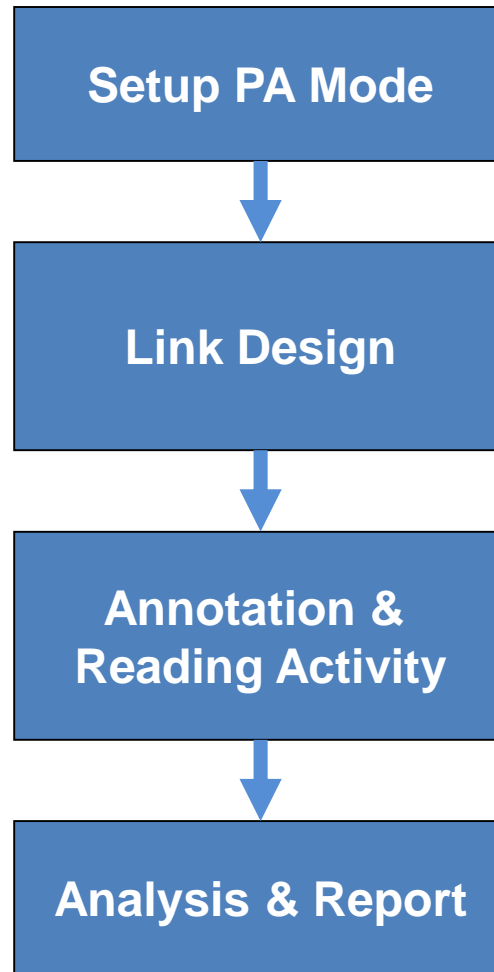 Setup PA Mode
Link Design
Annotation &
Reading Activity
Analysis & Report